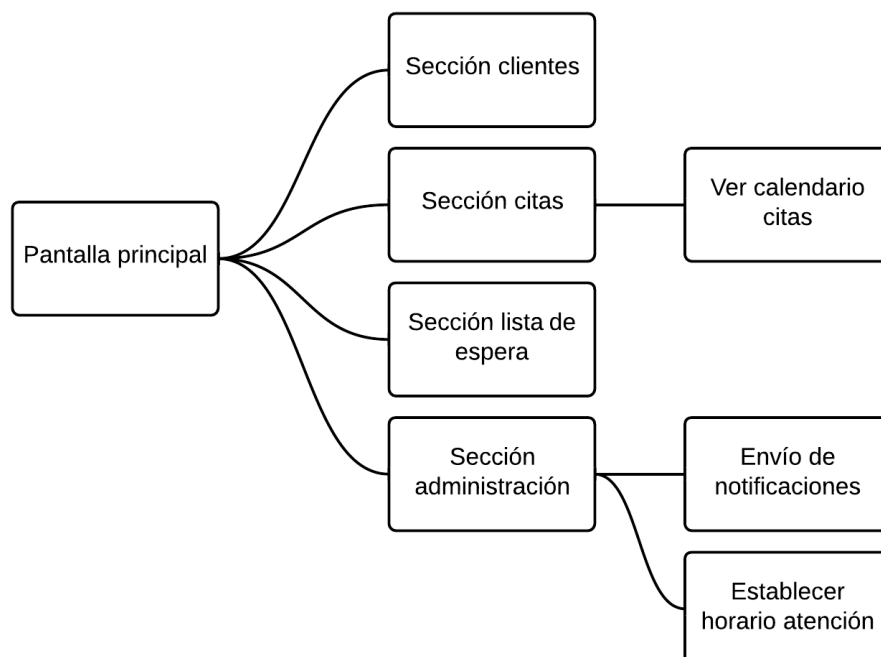 Sección clientes
Sección citas
Ver calendario
citas
Pantalla principal
Sección lista de
espera
Sección
administración
Envío de
notificaciones
Establecer
horario atención